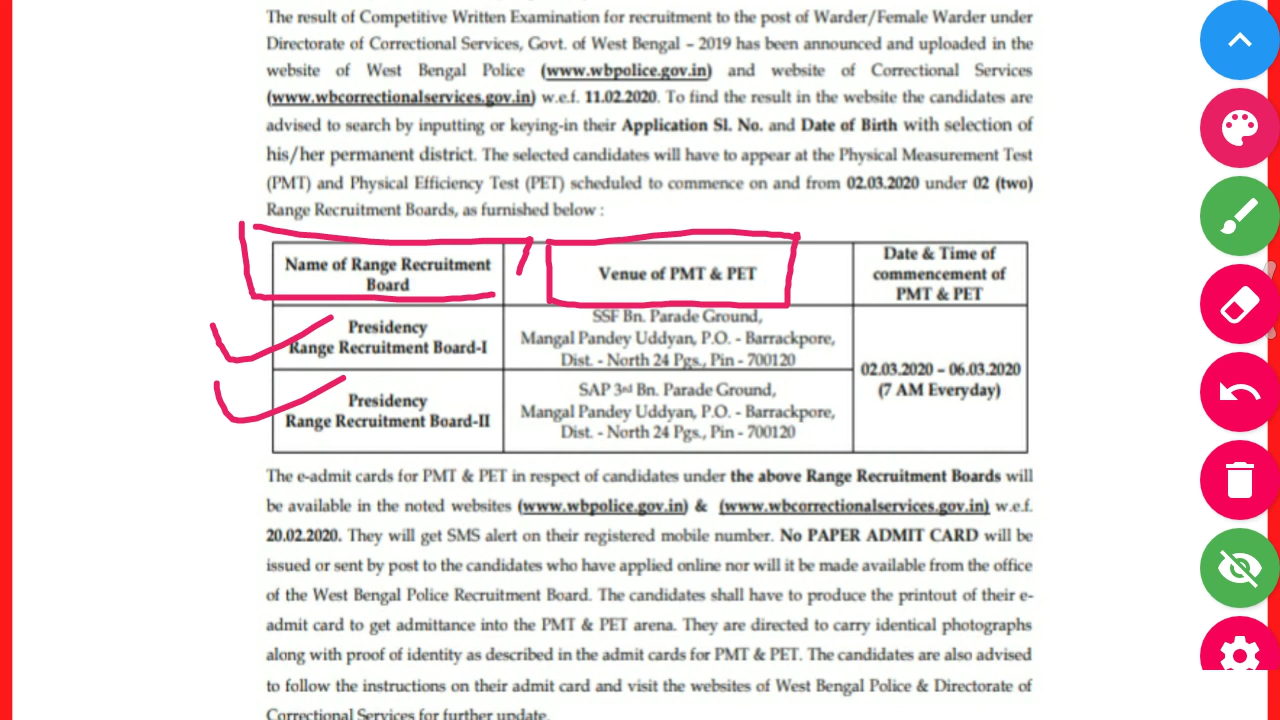 The result of Competitive Written Examination for recruitment to the post of Warder/Female Warder under
Directorate of Correctional Services, Govt. of West Bengal – 2019 has been announced and uploaded in the
website of West Bengal Police (www.wbpolice.gov.in) and website of Correctional Services
(www.wbcorrectionalservices.gov.in) w.e.f. 11.02.2020. To find the result in the website the candidates are
advised to search by inputting or keying-in their Application Sl. No. and Date of Birth with selection of
his/her permanent district. The selected candidates will have to appear at the Physical Measurement Test
(PMT) and Physical Efficiency Test (PET) scheduled to commence on and from 02.03.2020 under 02 (two)
Range Recruitment Boards, as furnished below :
Name of Range Recruitment
Board
Venue of PMT & PET
Date & Time of
commencement of
PMT & PET
Presidency
Range Recruitment Board-I
SSF Bn. Parade Ground,
Mangal Pandey Uddyan, P.O. - Barrackpore,
Dist. - North 24 Pgs., Pin - 700120
02.03.2020 – 06.03.2020
(7 AM Everyday)
Presidency
Range Recruitment Board-II
SAP 3rd Bn. Parade Ground,
Mangal Pandey Uddyan, P.O. - Barrackpore,
Dist. - North 24 Pgs., Pin - 700120
The e-admit cards for PMT & PET in respect of candidates under the above Range Recruitment Boards will
be available in the noted websites (www.wbpolice.gov.in) & (www.wbcorrectionalservices.gov.in) w.e.f.
20.02.2020. They will get SMS alert on their registered mobile number. No PAPER ADMIT CARD will be
issued or sent by post to the candidates who have applied online nor will it be made available from the office
of the West Bengal Police Recruitment Board. The candidates shall have to produce the printout of their e-
admit card to get admittance into the PMT & PET arena. They are directed to carry identical photographs
along with proof of identity as described in the admit cards for PMT & PET. The candidates are also advised
to follow the instructions on their admit card and visit the websites of West Bengal Police & Directorate of
Correctional Services for further update.